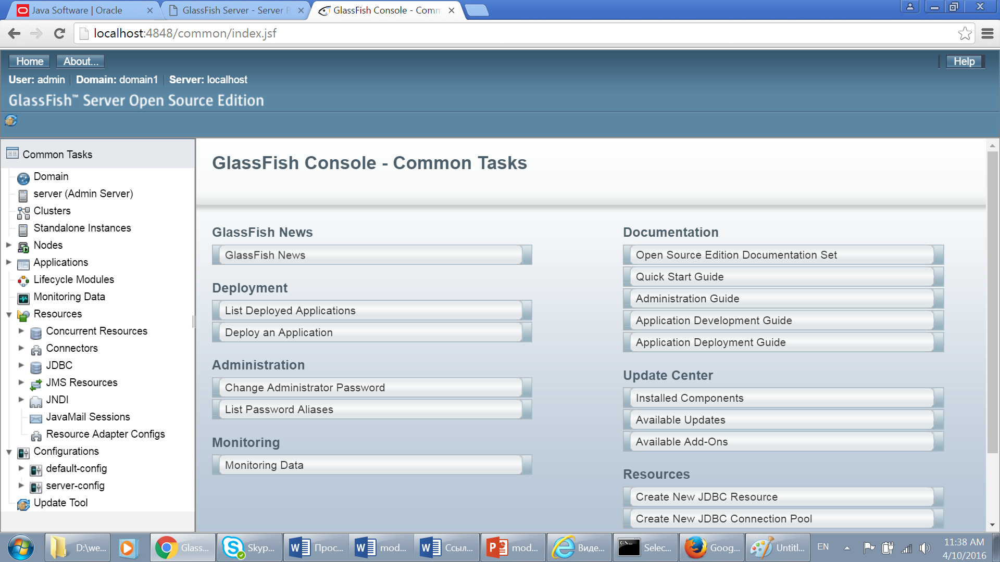 Java Software | Oracle
GlassFish Server - Server R
GlassFish Console - Comm
localhost:4848/common/index.jsf
Home
About...
Help
User: admin
Domain: domain1
Server: localhost
GlassFish™ Server Open Source Edition
Common Tasks
Domain
server (Admin Server)
Clusters
Standalone Instances
Nodes
Applications
Lifecycle Modules
Monitoring Data
Resources
Concurrent Resources
Connectors
JDBC
JMS Resources
JNDI
JavaMail Sessions
Resource Adapter Configs
Configurations
default-config
server-config
Update Tool
GlassFish Console - Common Tasks
GlassFish News
GlassFish News
Deployment
List Deployed Applications
Deploy an Application
Administration
Change Administrator Password
List Password Aliases
Monitoring
Monitoring Data
Documentation
Open Source Edition Documentation Set
Quick Start Guide
Administration Guide
Application Development Guide
Application Deployment Guide
Update Center
Installed Components
Available Updates
Available Add-Ons
Resources
Create New JDBC Resource
Create New JDBC Connection Pool
D:\we...
Glass...
Skyp...
Прос...
mod...
Ссыл...
mod...
Виде...
Selec...
Goog...
Untitl...
EN
11:38 AM
4/10/2016